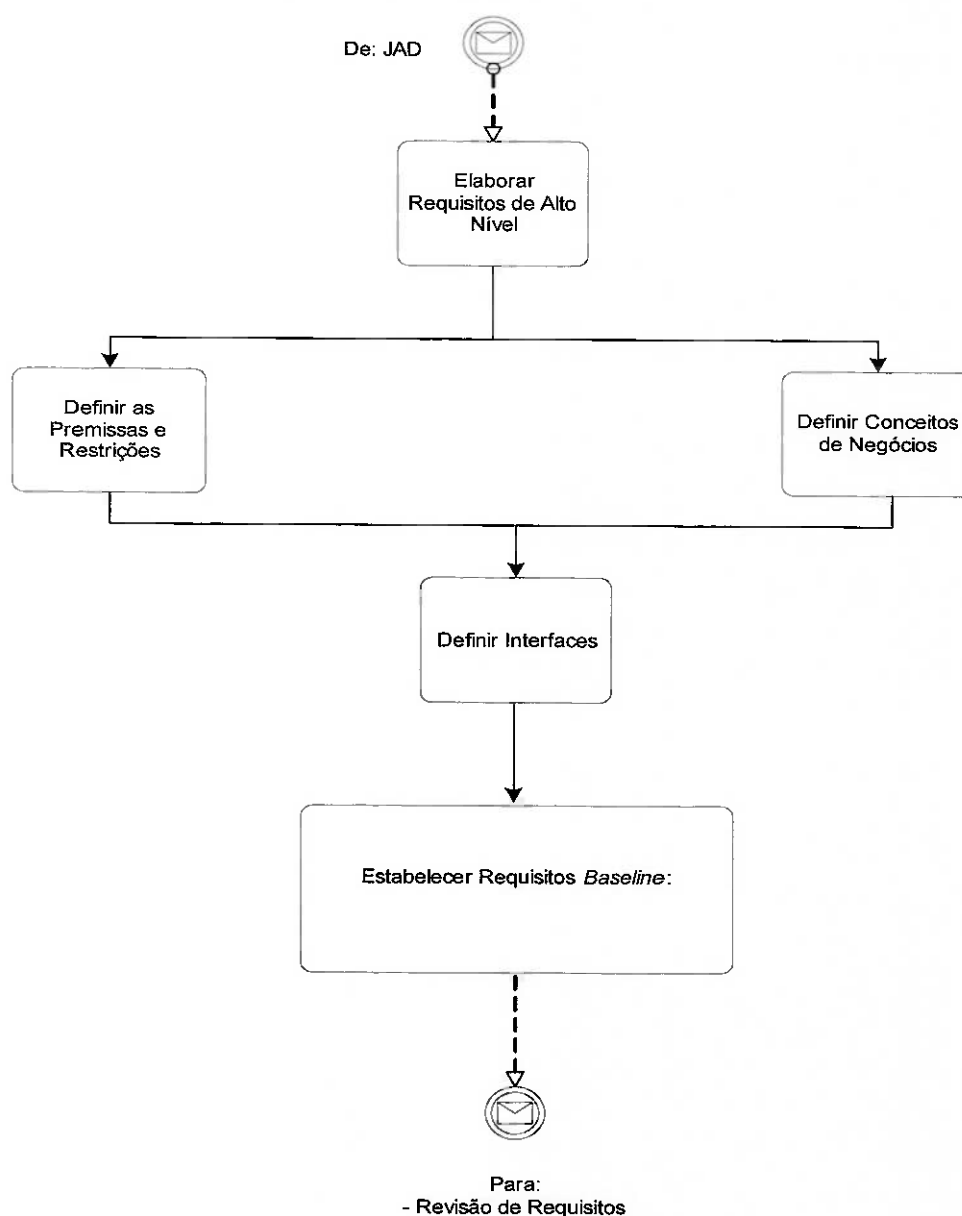 De: JAD
Elaborar
Requisitos de Alto
Nível
Definir as
Premissas e
Restrições
Definir Conceitos
de Negócios
Definir Interfaces
Estabelecer Requisitos Baseline:
Para:
- Revisão de Requisitos